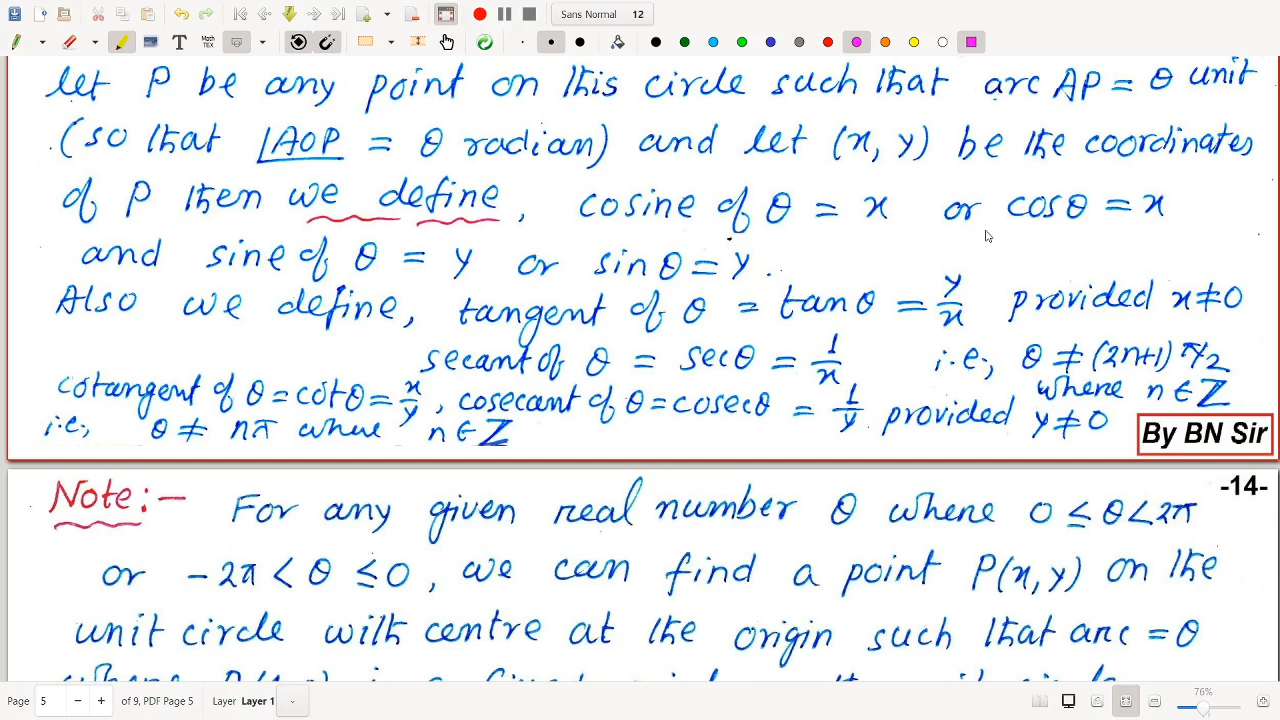 Sans Normal 12
MATH TEX
let P be any point on this circle such that arc AP = θ unit
(so that ∠AOP = θ radian) and let (x, y) be the coordinates
of P then we define, cosine of θ = x or cosθ = x
and sine of θ = y or sinθ = y.
Also we define, tangent of θ = tanθ = y/x provided x≠0
secant of θ = secθ = 1/x i.e; θ ≠ (2n+1)π/2
cotangent of θ = cotθ = x/y, cosecant of θ = cosecθ = 1/y provided y≠0 where n∈ℤ
i.e; θ ≠ nπ where n∈ℤ
By BN Sir
-14-
Note:- For any given real number θ where 0 ≤ θ < 2π
or -2π < θ ≤ 0, we can find a point P(x, y) on the
unit circle with centre at the origin such that arc = θ
Page 5 of 9, PDF Page 5 Layer Layer 1 76%